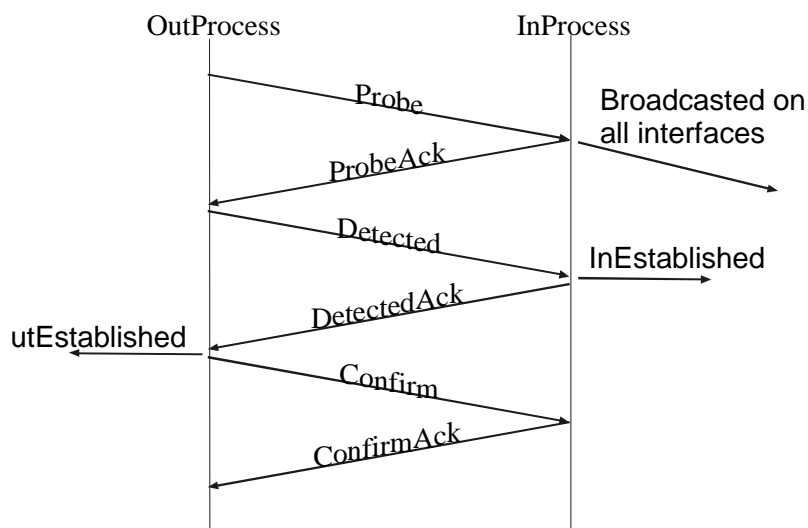 OutProcess InProcess
Probe
Broadcasted on
all interfaces
ProbeAck
Detected
InEstablished
DetectedAck
utEstablished
Confirm
ConfirmAck